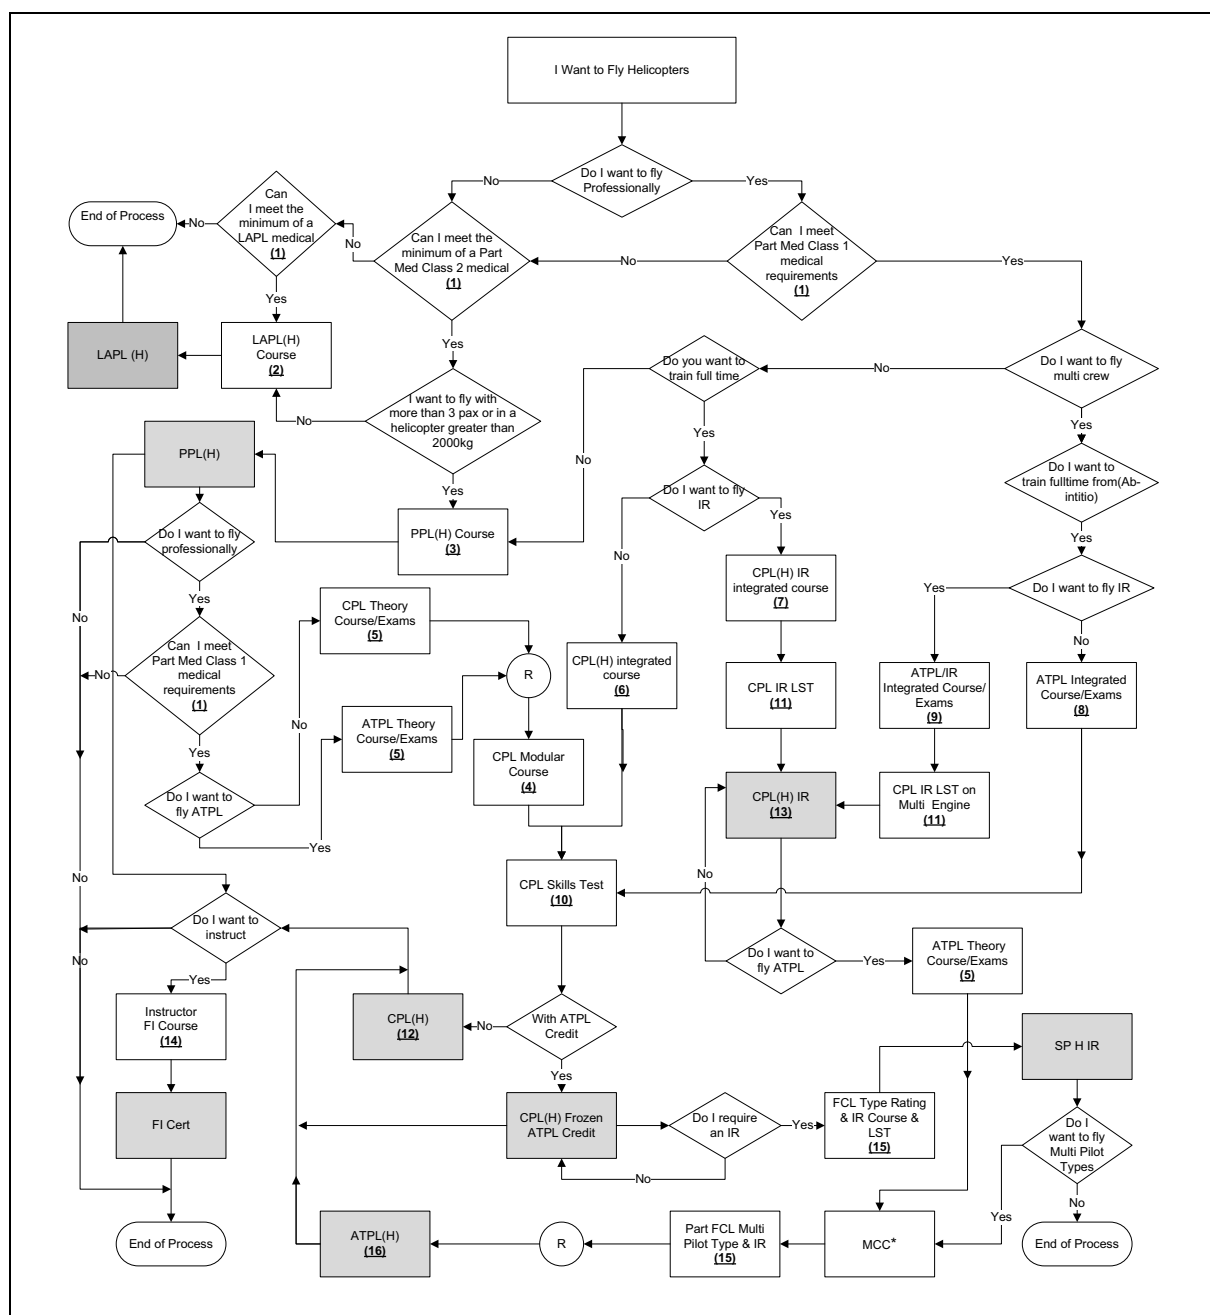 I Want to Fly Helicopters
Do I want to fly
Professionally
No
Yes
Can
I meet the
minimum of a
LAPL medical
(1)
End of Process
No
No
Can I meet the
minimum of a Part
Med Class 2 medical
(1)
No
Can I meet
Part Med Class 1
medical
requirements
(1)
Yes
Yes
LAPL (H)
LAPL(H)
Course
(2)
Yes
Do you want to
train full time
No
Do I want to fly
multi crew
No
I want to fly with
more than 3 pax or in a
helicopter greater than
2000kg
Yes
Yes
PPL(H)
No
Do I want to fly
IR
Do I want to
train fulltime from(Ab-
intitio)
Yes
Yes
Yes
Do I want to fly
professionally
PPL(H) Course
(3)
No
CPL(H) IR
integrated course
(7)
Yes
Do I want to fly IR
No
Yes
CPL Theory
Course/Exams
(5)
No
No
Can I meet
Part Med Class 1
medical
requirements
(1)
R
CPL(H) integrated
course
(6)
CPL IR LST
(11)
ATPL/IR
Integrated Course/
Exams
(9)
ATPL Integrated
Course/Exams
(8)
No
ATPL Theory
Course/Exams
(5)
Yes
CPL Modular
Course
(4)
Do I want to
fly ATPL
Yes
CPL(H) IR
(13)
CPL IR LST on
Multi Engine
(11)
No
No
CPL Skills Test
(10)
Do I want to
instruct
No
Do I want to
fly ATPL
Yes
ATPL Theory
Course/Exams
(5)
Yes
Instructor
FI Course
(14)
CPL(H)
(12)
No
With ATPL
Credit
SP H IR
Yes
FI Cert
CPL(H) Frozen
ATPL Credit
Do I require
an IR
Yes
FCL Type Rating
& IR Course &
LST
(15)
Do I
want to fly
Multi Pilot
Types
No
No
Yes
End of Process
ATPL(H)
(16)
R
Part FCL Multi
Pilot Type & IR
(15)
MCC*
End of Process